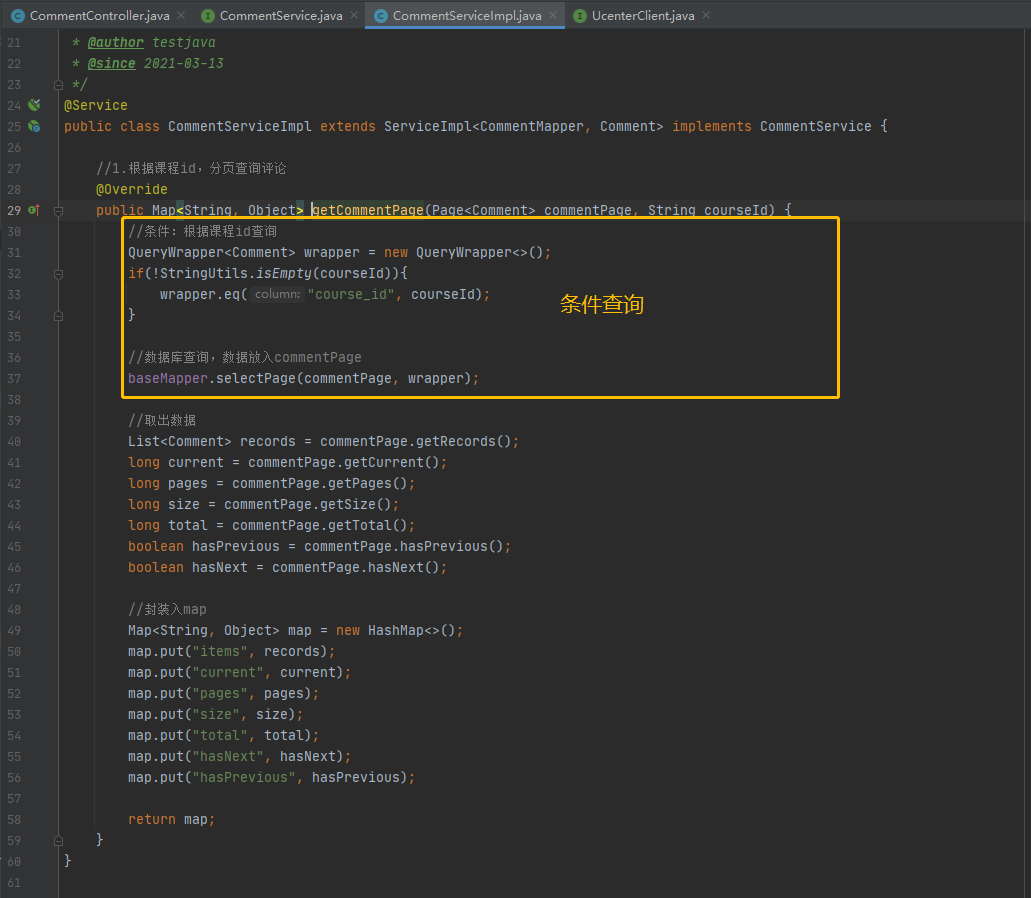 CommentController.java CommentService.java CommentServiceImpl.java UcenterClient.java
21 * @author testjava
22 * @since 2021-03-13
23 */
24 @Service
25 public class CommentServiceImpl extends ServiceImpl<CommentMapper, Comment> implements CommentService {
26
27 //1.根据课程id，分页查询评论
28 @Override
29 public Map<String, Object> getCommentPage(Page<Comment> commentPage, String courseId) {
30 //条件：根据课程id查询
31 QueryWrapper<Comment> wrapper = new QueryWrapper<>();
32 if(!StringUtils.isEmpty(courseId)){
33 wrapper.eq( column: "course_id", courseId);
条件查询
34 }
35
36 //数据库查询，数据放入commentPage
37 baseMapper.selectPage(commentPage, wrapper);
38
39 //取出数据
40 List<Comment> records = commentPage.getRecords();
41 long current = commentPage.getCurrent();
42 long pages = commentPage.getPages();
43 long size = commentPage.getSize();
44 long total = commentPage.getTotal();
45 boolean hasPrevious = commentPage.hasPrevious();
46 boolean hasNext = commentPage.hasNext();
47
48 //封装入map
49 Map<String, Object> map = new HashMap<>();
50 map.put("items", records);
51 map.put("current", current);
52 map.put("pages", pages);
53 map.put("size", size);
54 map.put("total", total);
55 map.put("hasNext", hasNext);
56 map.put("hasPrevious", hasPrevious);
57
58 return map;
59 }
60 }
61